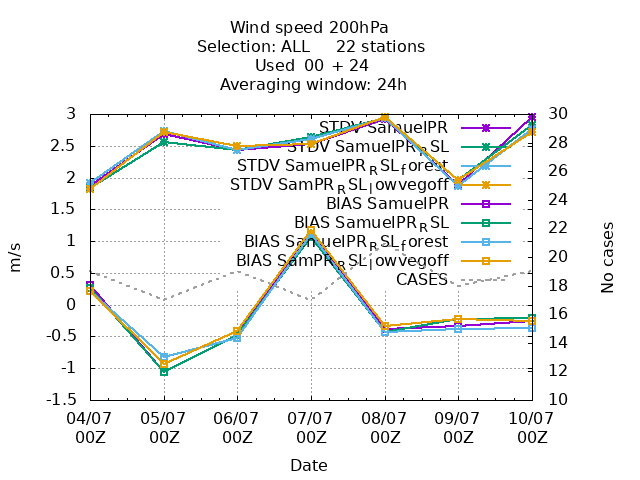 Wind speed 200hPa
Selection: ALL 22 stations
Used 00 + 24
Averaging window: 24h
3 30
STDV SamuelPR
2.5 28
STDV SamuelPR_RSL
STDV SamuelPR_RSL_forest
2 26
STDV SamPR_RSL_lowvegoff
1.5 24
BIAS SamuelPR
BIAS SamuelPR_RSL
1 22
BIAS SamuelPR_RSL_forest
m/s
No cases
0.5 20
BIAS SamPR_RSL_lowvegoff
CASES
0 18
-0.5 16
14
-1 12
-1.5 10
04/07 05/07 06/07 07/07 08/07 09/07 10/07
00Z 00Z 00Z 00Z 00Z 00Z 00Z
Date